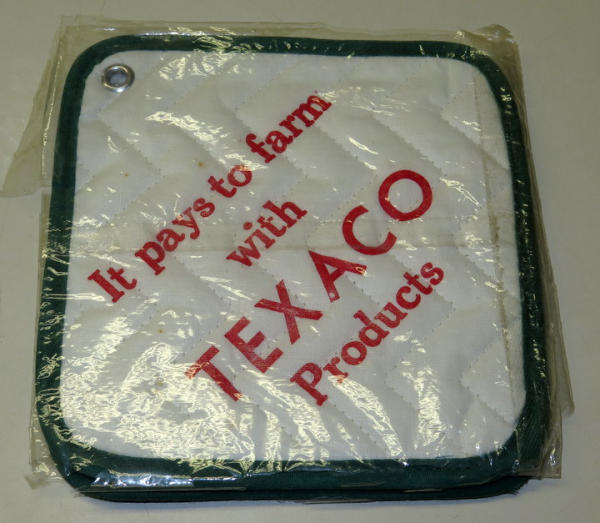 It pays to farm
with
TEXACO
Products